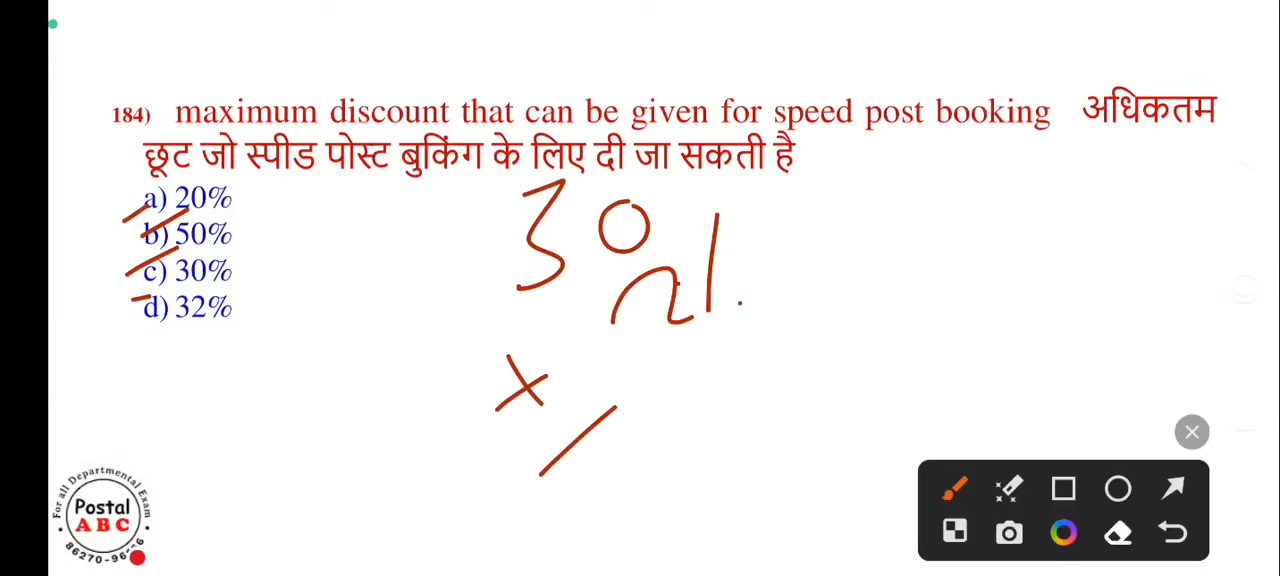 184) maximum discount that can be given for speed post booking अधिकतम
छूट जो स्पीड पोस्ट बुकिंग के लिए दी जा सकती है
a) 20%
b) 50%
c) 30%
d) 32%
For all Departmental Exam
Postal
ABC